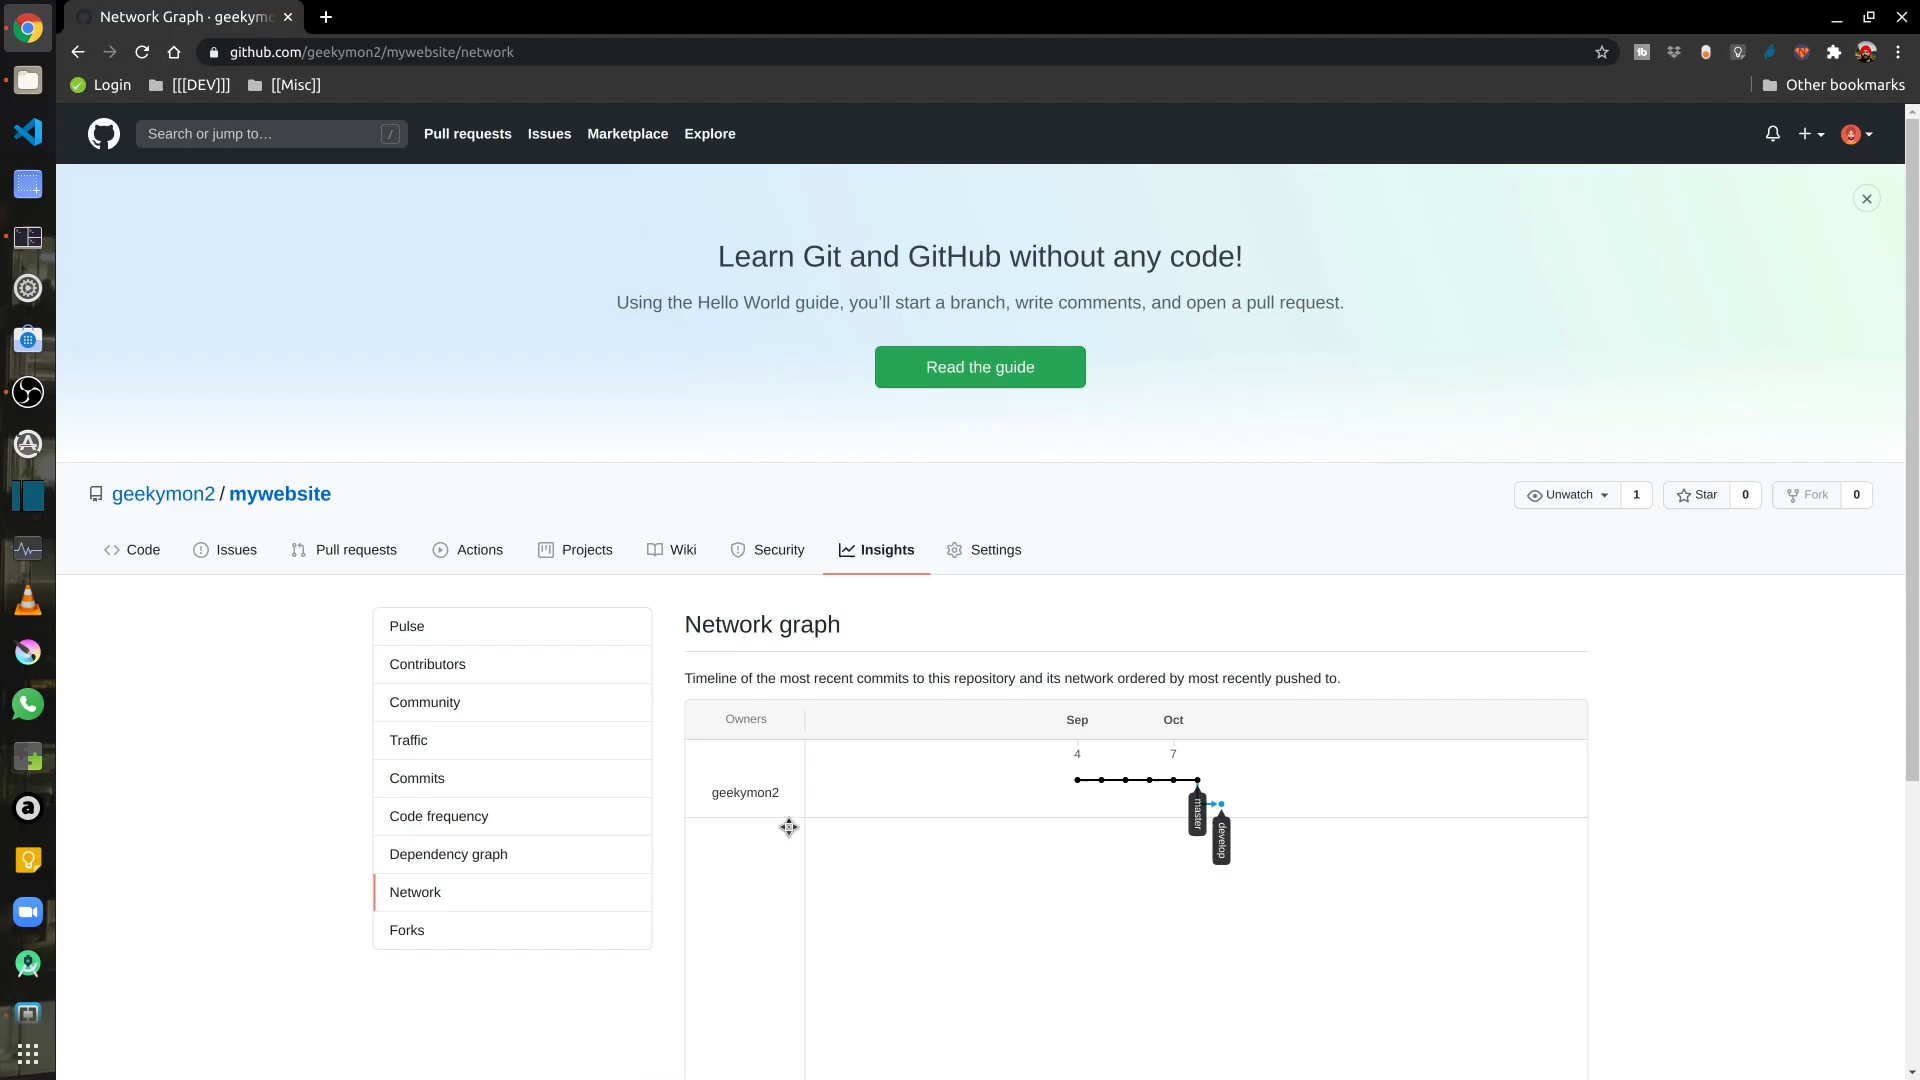 Network Graph · geekymo
github.com/geekymon2/mywebsite/network
Login
[[[DEV]]]
[[Misc]]
Other bookmarks
Search or jump to…
/
Pull requests
Issues
Marketplace
Explore
Learn Git and GitHub without any code!
Using the Hello World guide, you’ll start a branch, write comments, and open a pull request.
Read the guide
geekymon2 / mywebsite
Unwatch
1
Star
0
Fork
0
Code
Issues
Pull requests
Actions
Projects
Wiki
Security
Insights
Settings
Pulse
Contributors
Community
Traffic
Commits
Code frequency
Dependency graph
Network
Forks
Network graph
Timeline of the most recent commits to this repository and its network ordered by most recently pushed to.
Owners
Sep
Oct
4
7
geekymon2
master
develop